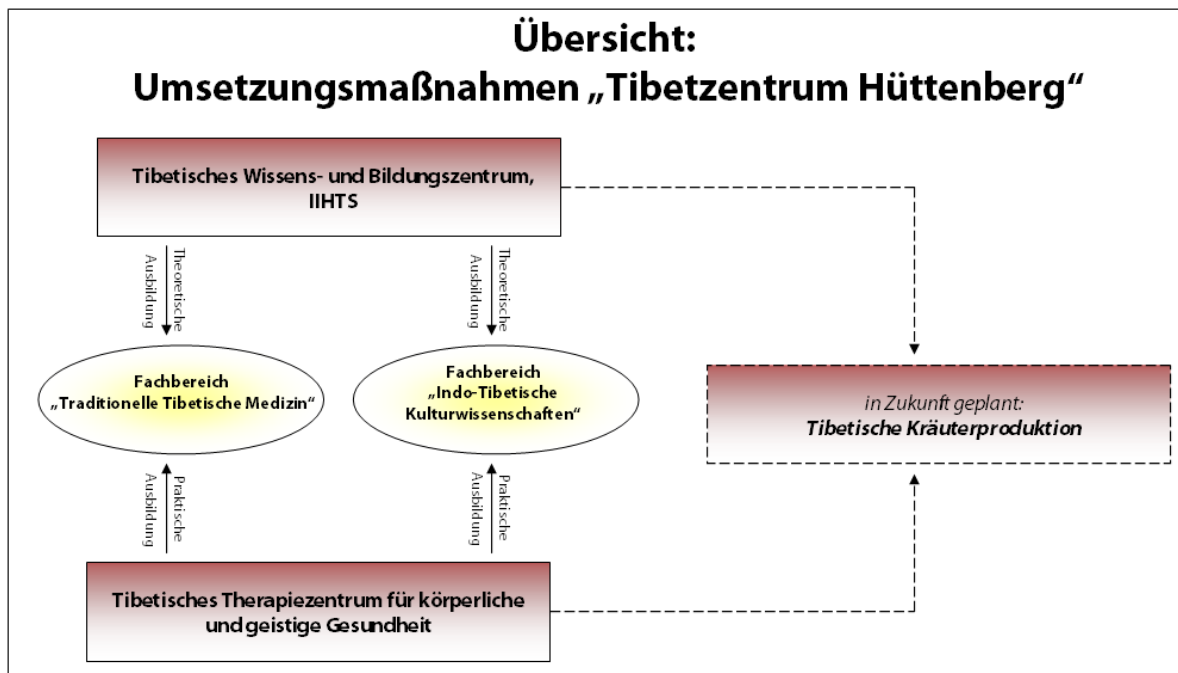 Übersicht:
Umsetzungsmaßnahmen „Tibetzentrum Hüttenberg“
Tibetisches Wissens- und Bildungszentrum,
IIHTS
Theoretische
Ausbildung
Theoretische
Ausbildung
Fachbereich
„Traditionelle Tibetische Medizin“
Fachbereich
„Indo-Tibetische
Kulturwissenschaften“
in Zukunft geplant:
Tibetische Kräuterproduktion
Praktische
Ausbildung
Praktische
Ausbildung
Tibetisches Therapiezentrum für körperliche
und geistige Gesundheit